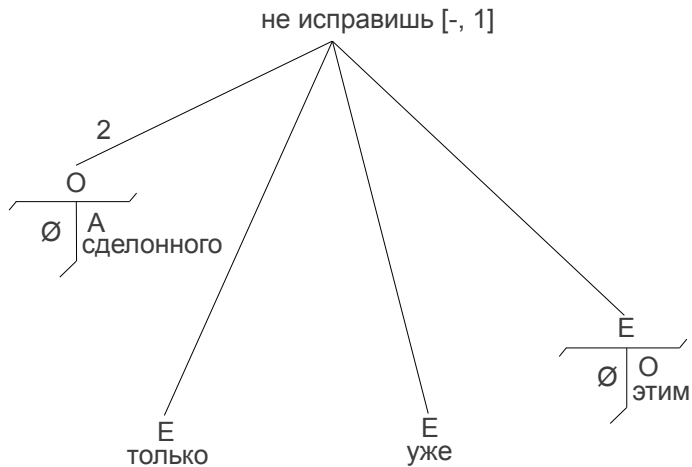 не исправишь [-, 1]
2
О
Ø А
сделонного
Е
Ø О
этим
Е
только
Е
уже